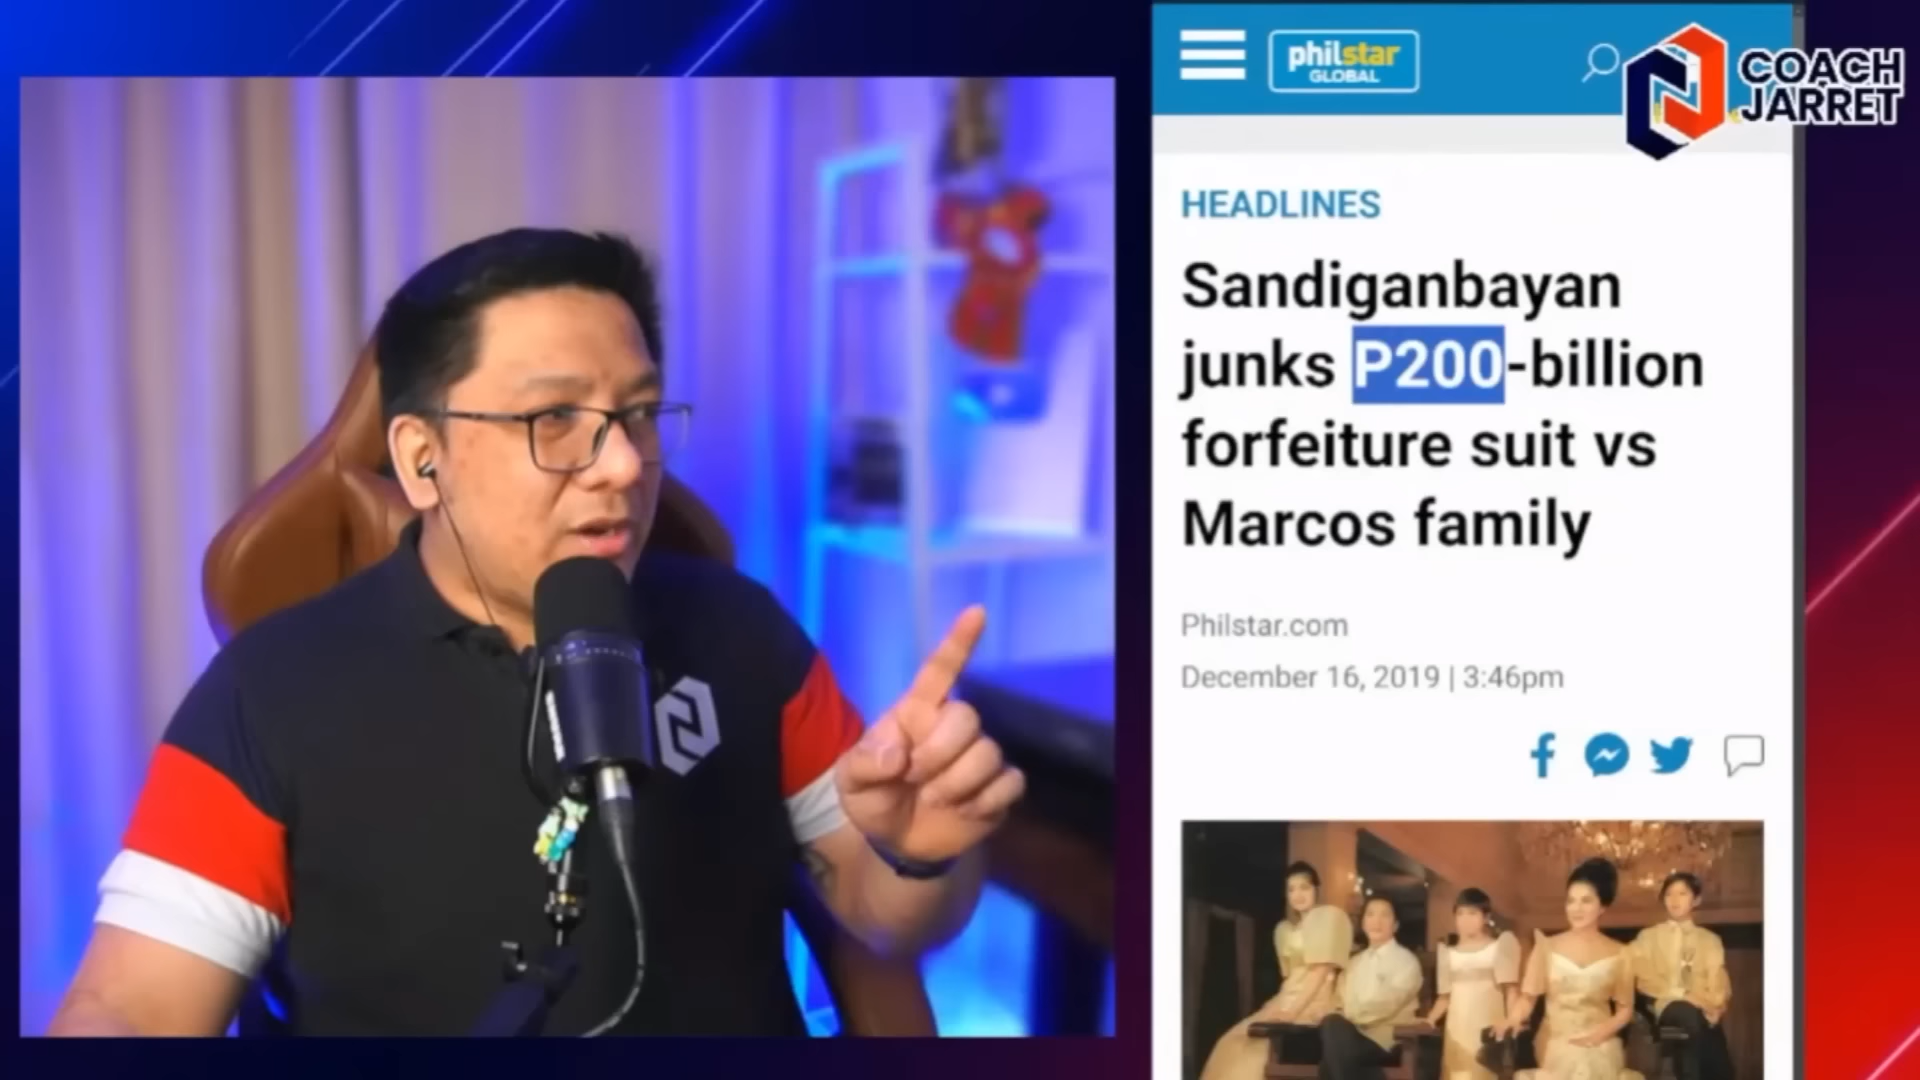 philstar
GLOBAL
COACH
JARRET
HEADLINES
Sandiganbayan
junks P200-billion
forfeiture suit vs
Marcos family
Philstar.com
December 16, 2019 | 3:46pm